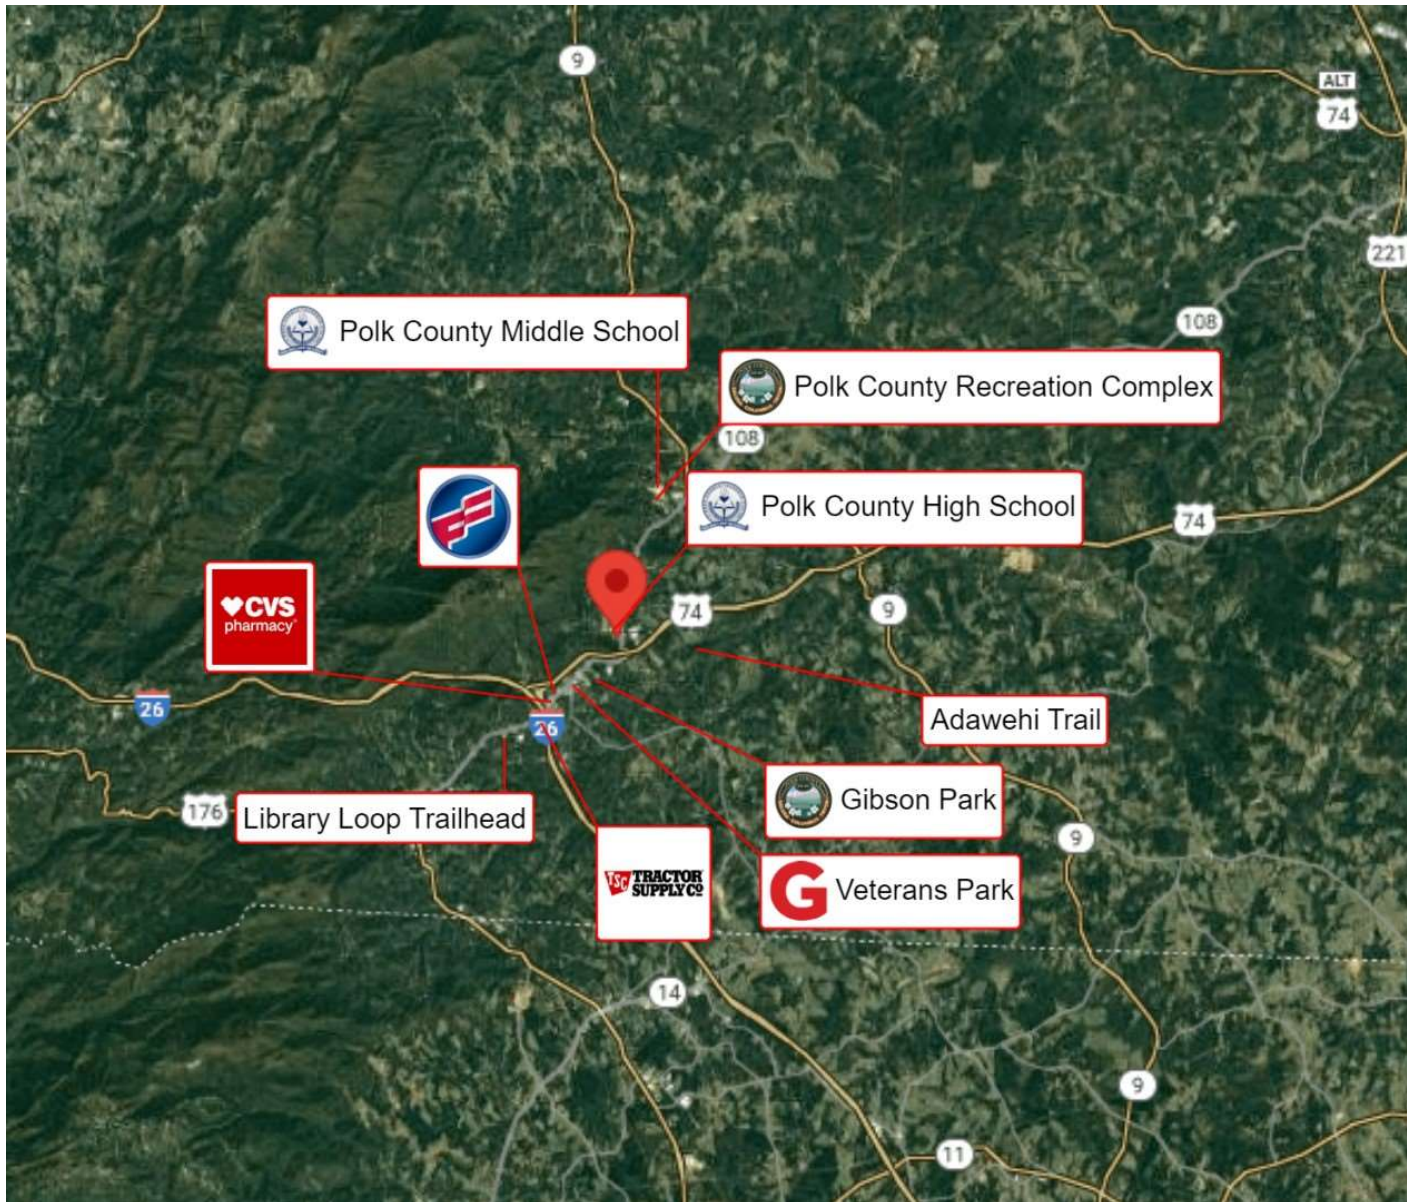 9
ALT
74
221
108
Polk County Middle School
Polk County Recreation Complex
108
Polk County High School
74
CVS
pharmacy
74
9
26
Adawehi Trail
26
176
Library Loop Trailhead
Gibson Park
9
TSC TRACTOR
SUPPLY CO
G Veterans Park
14
9
11